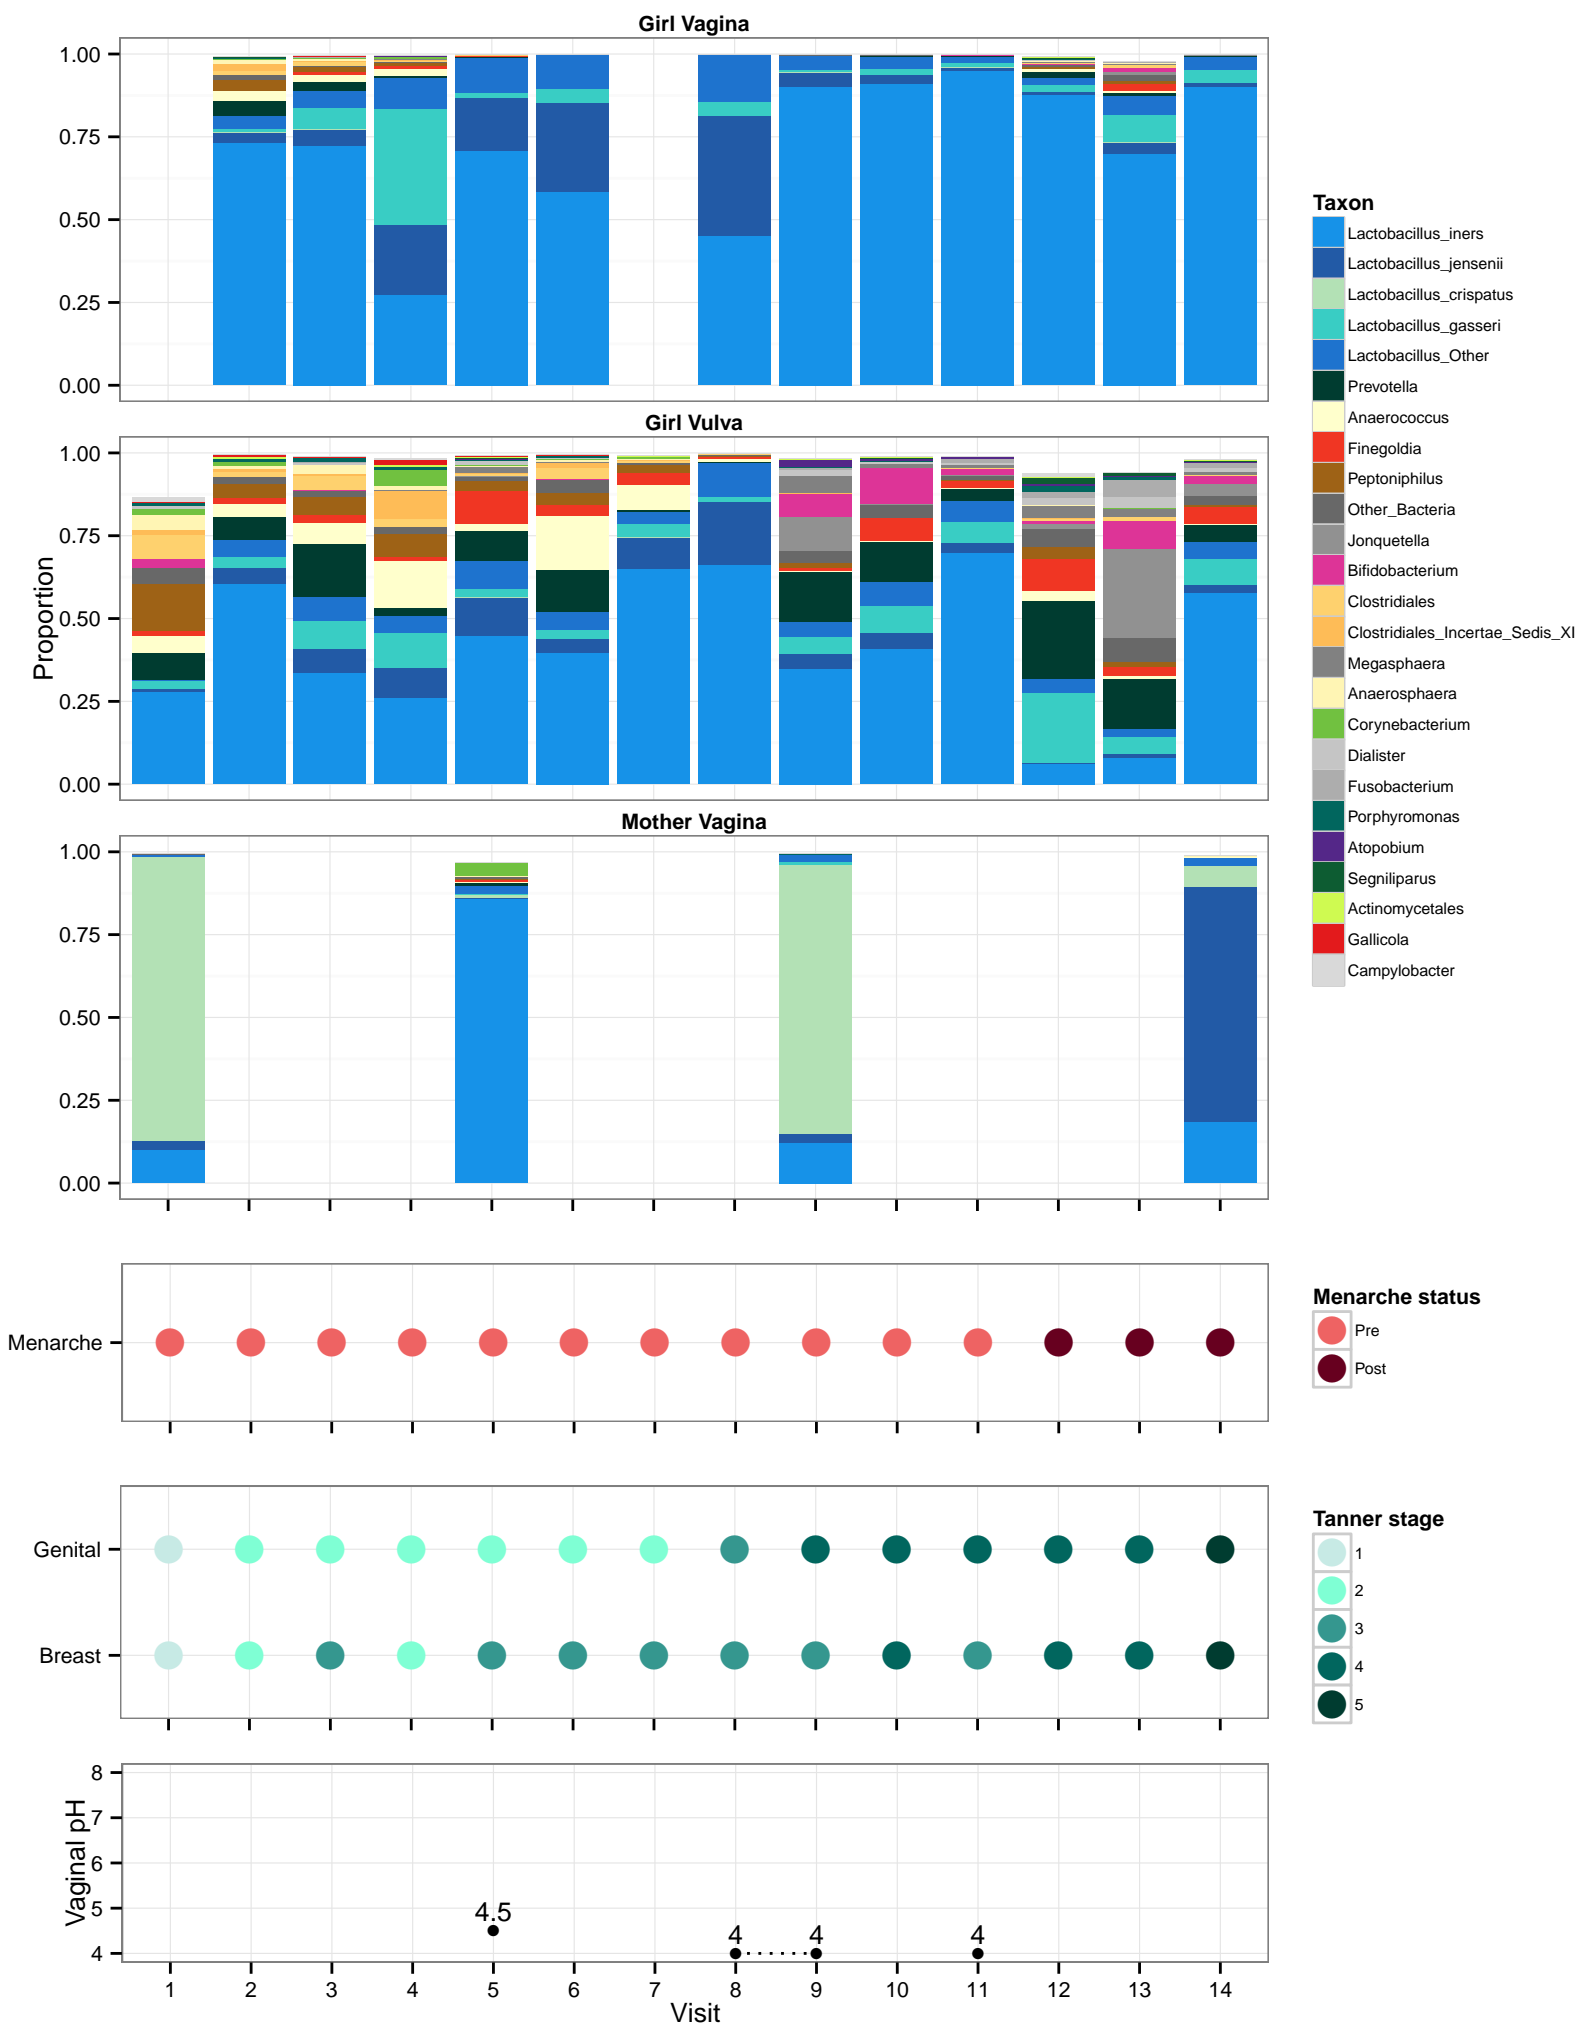 Girl Vagina
1.00
0.75
0.50
0.25
0.00
Girl Vulva
1.00
0.75
0.50
0.25
0.00
Proportion
Mother Vagina
1.00
0.75
0.50
0.25
0.00
Taxon
Lactobacillus_iners
Lactobacillus_jensenii
Lactobacillus_crispatus
Lactobacillus_gasseri
Lactobacillus_Other
Prevotella
Anaerococcus
Finegoldia
Peptoniphilus
Other_Bacteria
Jonquetella
Bifidobacterium
Clostridiales
Clostridiales_Incertae_Sedis_XI
Megasphaera
Anaerosphaera
Corynebacterium
Dialister
Fusobacterium
Porphyromonas
Atopobium
Segniliparus
Actinomycetales
Gallicola
Campylobacter
Menarche
Menarche status
Pre
Post
Genital
Breast
Tanner stage
1
2
3
4
5
Vaginal pH
8
7
6
5
4
4.5
4
4
4
1 2 3 4 5 6 7 8 9 10 11 12 13 14
Visit